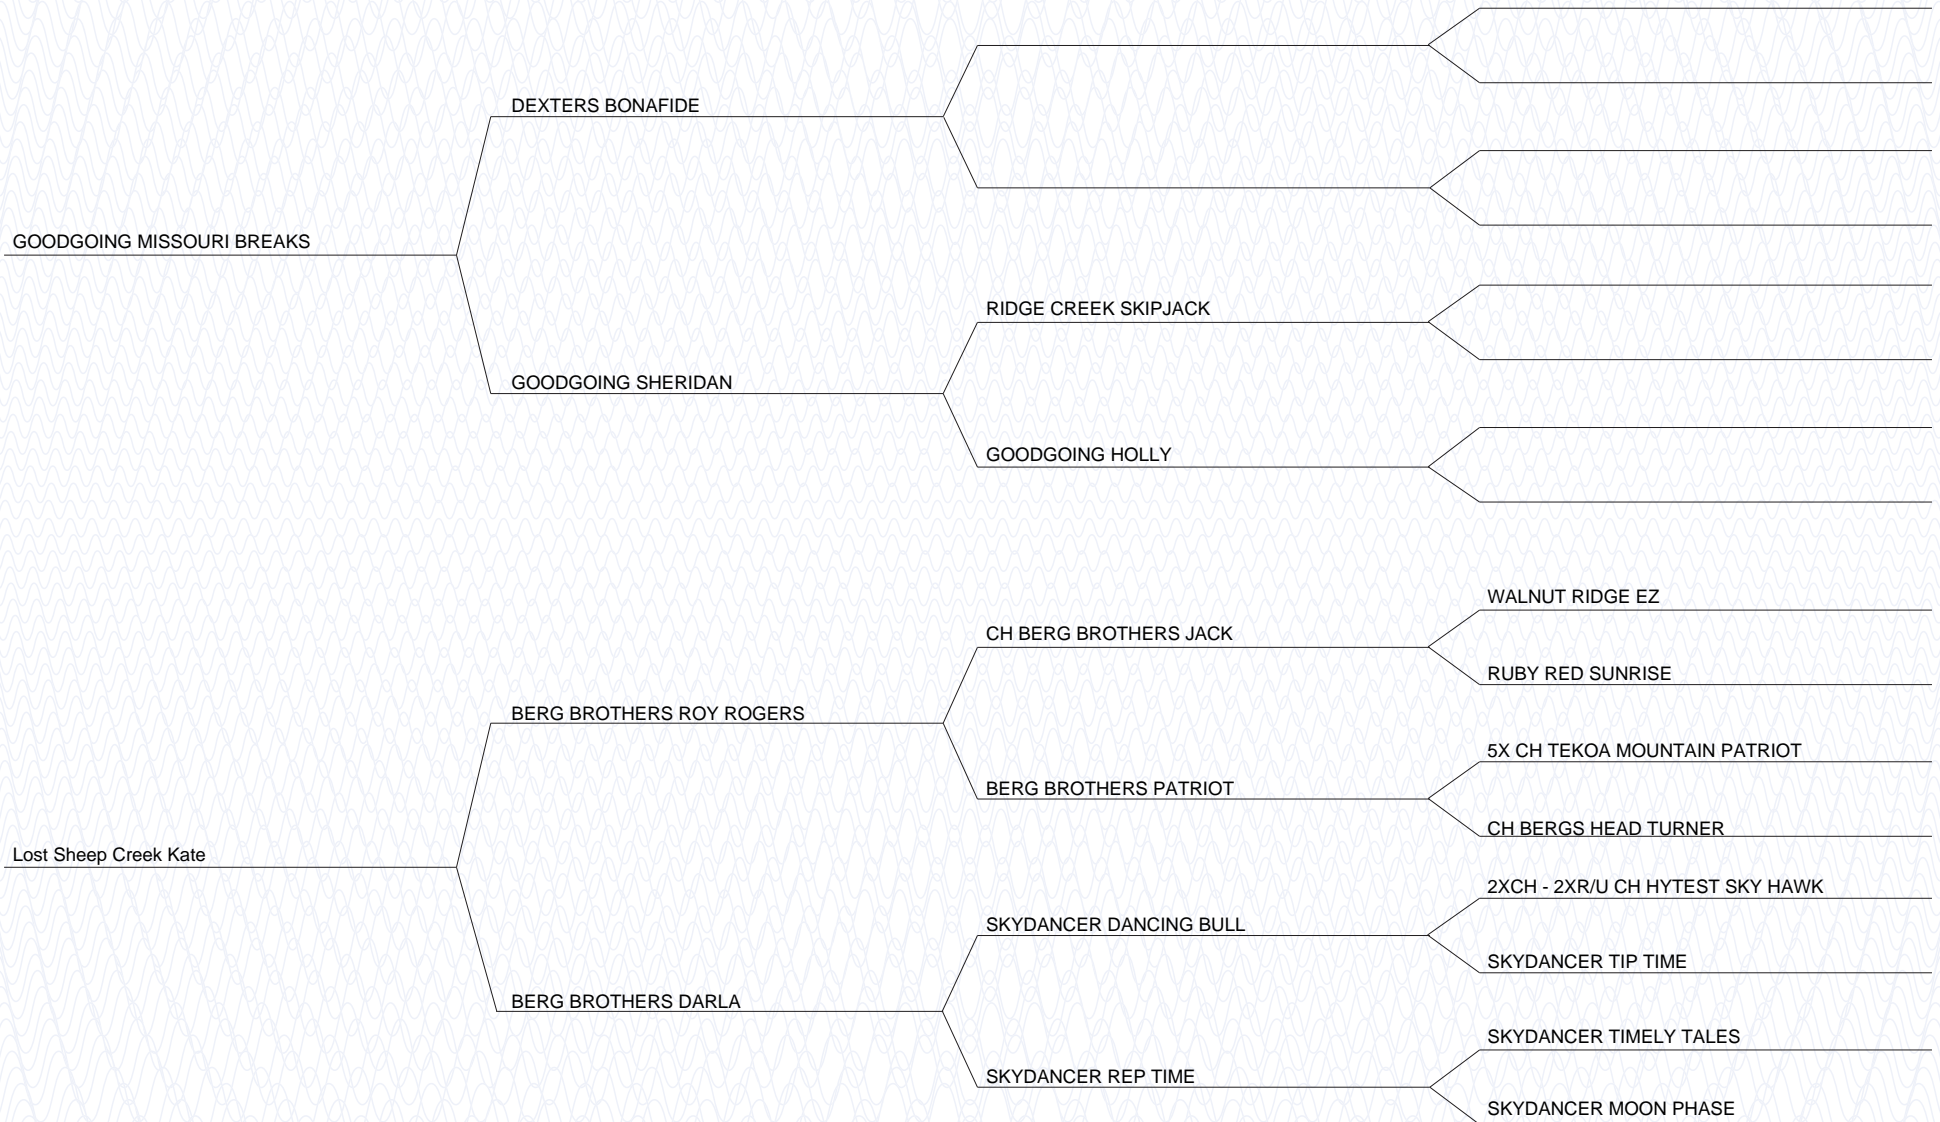 DEXTERS BONAFIDE
GOODGOING MISSOURI BREAKS
RIDGE CREEK SKIPJACK
GOODGOING SHERIDAN
GOODGOING HOLLY
WALNUT RIDGE EZ
CH BERG BROTHERS JACK
RUBY RED SUNRISE
BERG BROTHERS ROY ROGERS
5X CH TEKOA MOUNTAIN PATRIOT
BERG BROTHERS PATRIOT
CH BERGS HEAD TURNER
Lost Sheep Creek Kate
2XCH - 2XR/U CH HYTEST SKY HAWK
SKYDANCER DANCING BULL
SKYDANCER TIP TIME
BERG BROTHERS DARLA
SKYDANCER TIMELY TALES
SKYDANCER REP TIME
SKYDANCER MOON PHASE